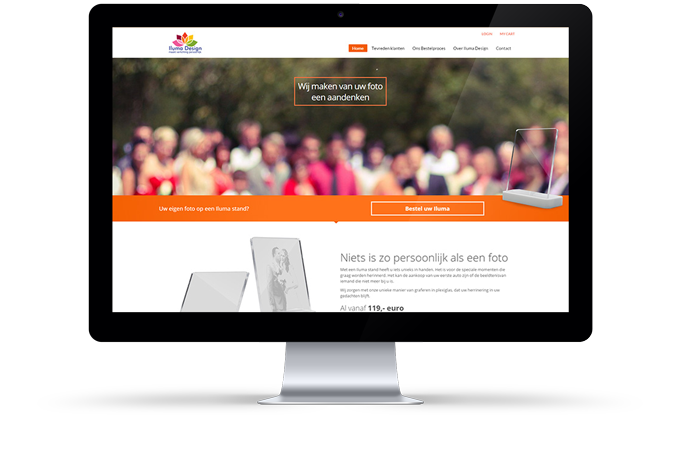 LOGIN MY CART
Iluma Design
Home Tevreden klanten Ons Bestelproces Over Iluma Design Contact
Wij maken van uw foto
een aandenken
Uw eigen foto op een Iluma stand?
Bestel uw Iluma
Niets is zo persoonlijk als een foto
Met een Iluma stand heeft u iets unieks in handen. Het is voor de speciale momenten die
graag worden herinnerd. Het kan de aankoop van uw eerste auto zijn of de beeldtenis van
iemand die niet meer bij u is.
Wij zorgen met onze unieke manier van graferen in plexiglas, dat uw herinnering in uw
gedachten blijft.
Al vanaf 119,- euro